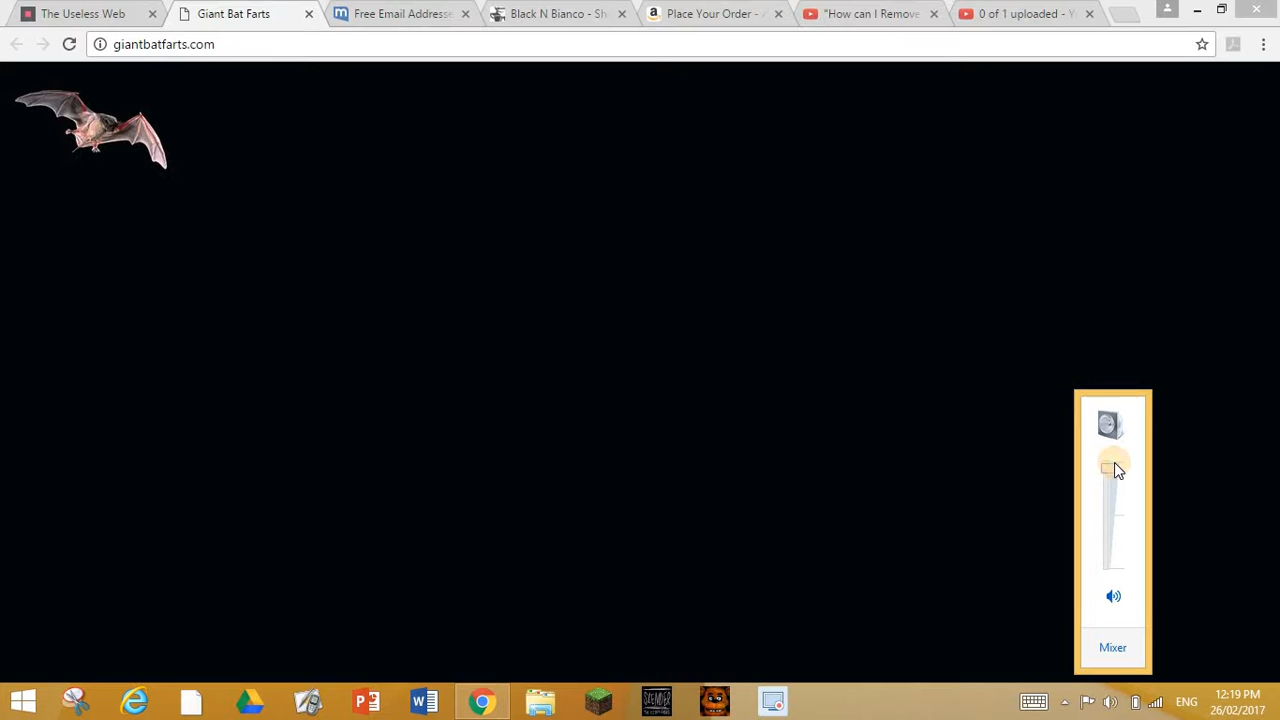 The Useless Web
Giant Bat Farts
Free Email Addresse
Black N Bianco - Sh
Place Your Order - A
"How can I Remove
0 of 1 uploaded - Y
giantbatfarts.com
Mixer
SLENDER
ENG
12:19 PM
26/02/2017